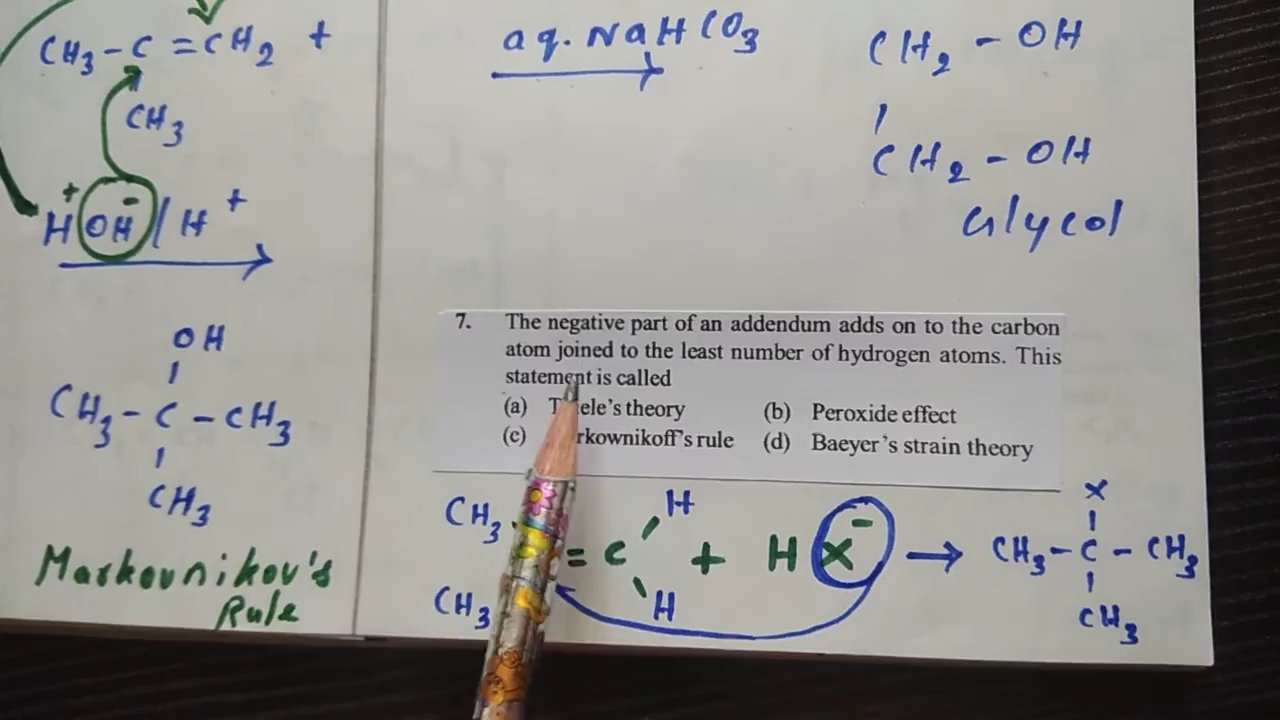 CH3-C=CH2 +
CH3
H+ OH-/H+
OH
CH3-C-CH3
CH3
Markovnikov's
Rule
aq. NaHCO3
CH2-OH
CH2-OH
Glycol
7. The negative part of an addendum adds on to the carbon
atom joined to the least number of hydrogen atoms. This
statement is called
(a) theory (b) Peroxide effect
(c) rule (d) Baeyer's strain theory
CH3 H
=C + H X- → CH3-C-CH3
CH3 H
X
CH3